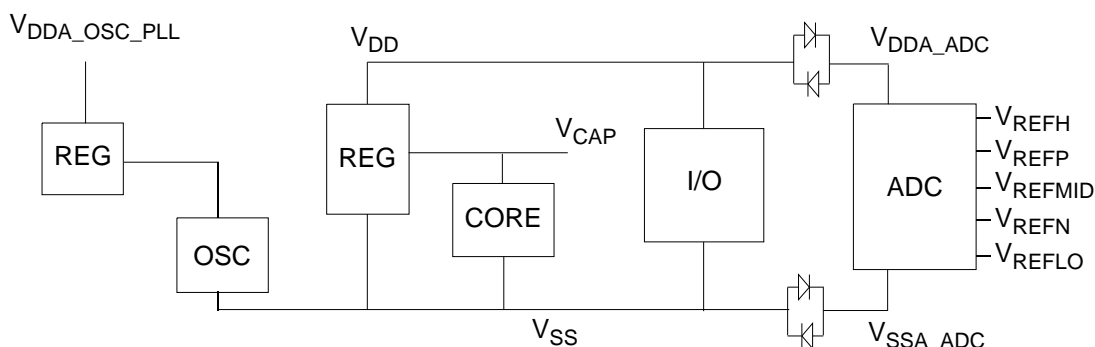 VDDA_OSC_PLL
VDD
VDDA_ADC
REG
REG
VCAP
I/O
ADC
VREFH
VREFP
VREFMID
VREFN
VREFLO
CORE
OSC
VSS
VSSA_ADC